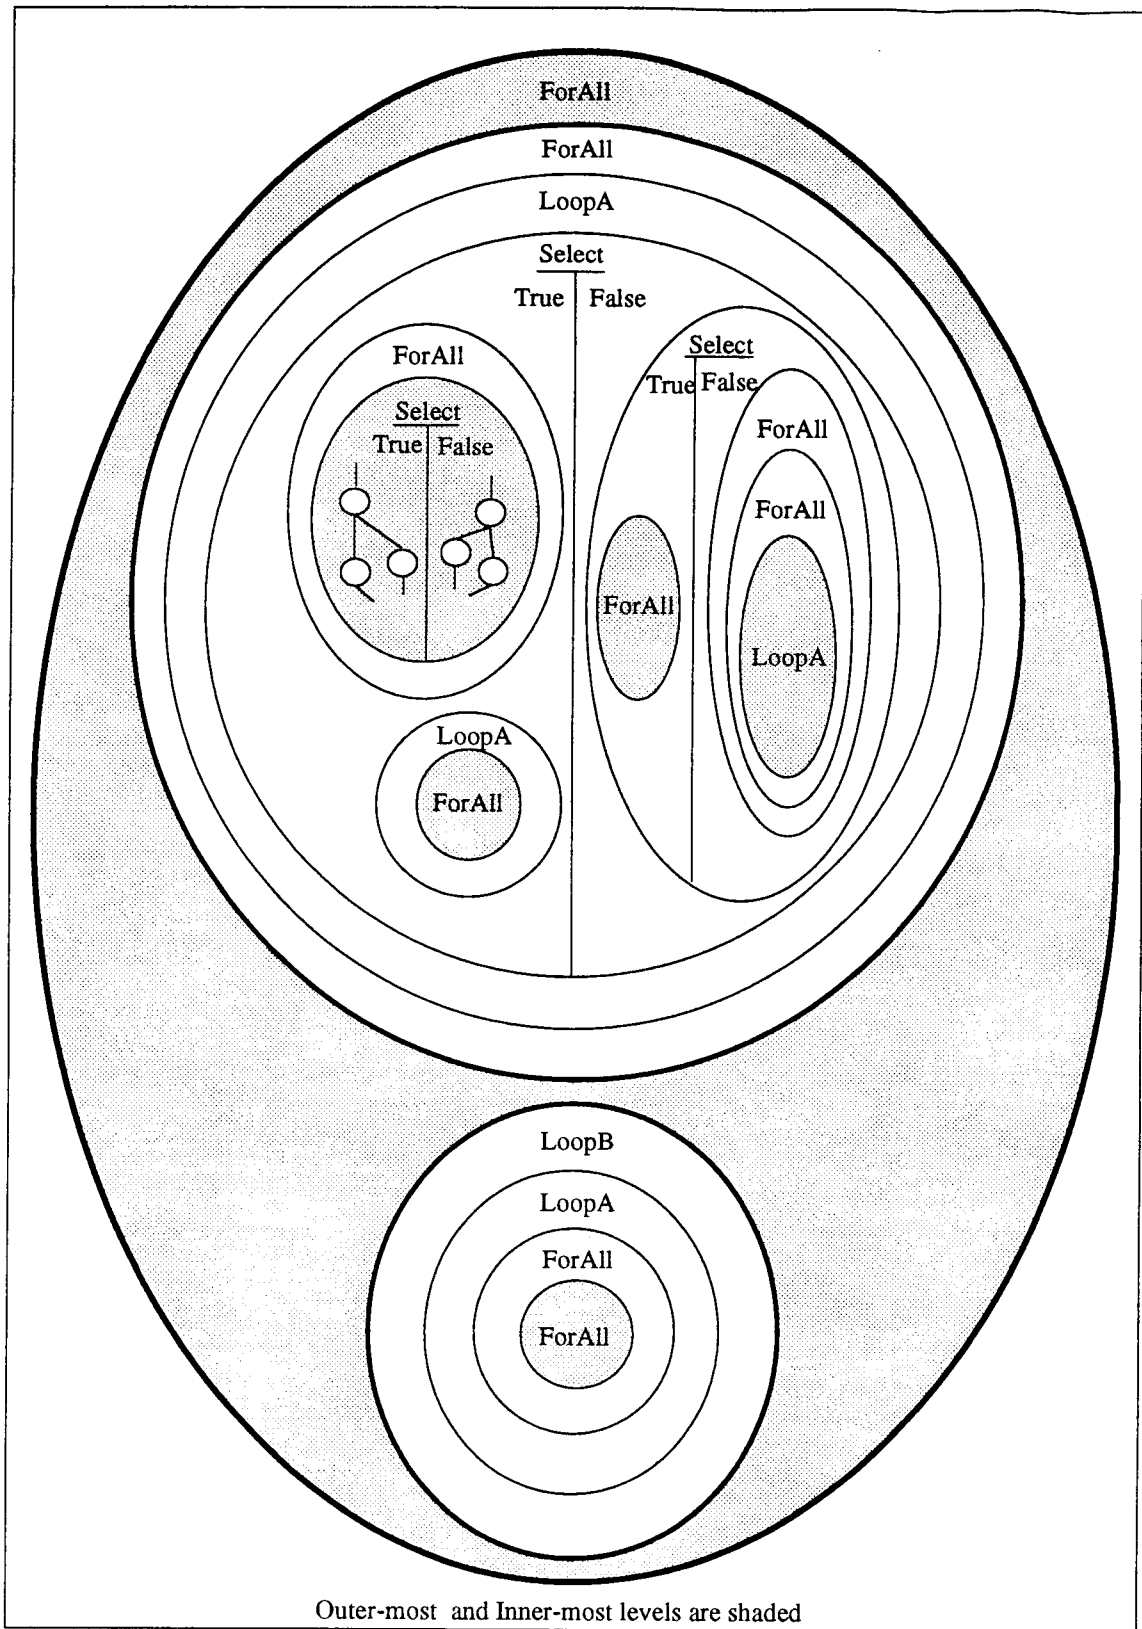 ForAll
ForAll
LoopA
Select
True False
ForAll
Select
True False
Select
True False
ForAll
ForAll
ForAll
LoopA
LoopA
ForAll
LoopB
LoopA
ForAll
ForAll
Outer-most and Inner-most levels are shaded